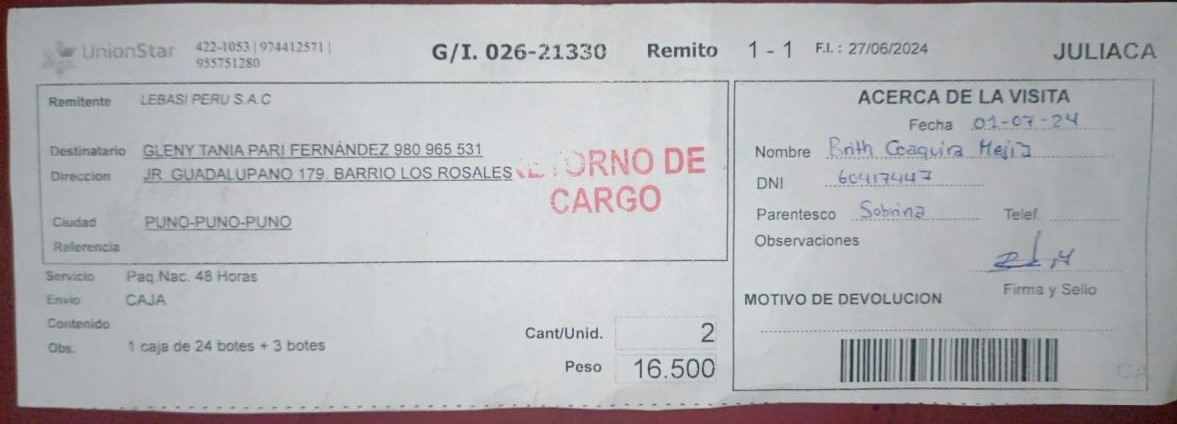 UnionStar
422-1053 | 974412571 |
955751280
G/I. 026-21330 Remito 1 - 1 F.I. : 27/06/2024 JULIACA
Remitente LEBASI PERU S.A.C
Destinatario GLENY TANIA PARI FERNÁNDEZ 980 965 531
Direccion JR. GUADALUPANO 179. BARRIO LOS ROSALES
Ciudad PUNO-PUNO-PUNO
Referencia
RETORNO DE
CARGO
Servicio Paq.Nac. 48 Horas
Envio CAJA
Contenido
Obs. 1 caja de 24 botes + 3 botes
Cant/Unid. 2
Peso 16.500
ACERCA DE LA VISITA
Fecha 01-07-24
Nombre Brith Coaquira Mejia
DNI 60417447
Parentesco Sobrina Telef.
Observaciones
Firma y Sello
MOTIVO DE DEVOLUCION